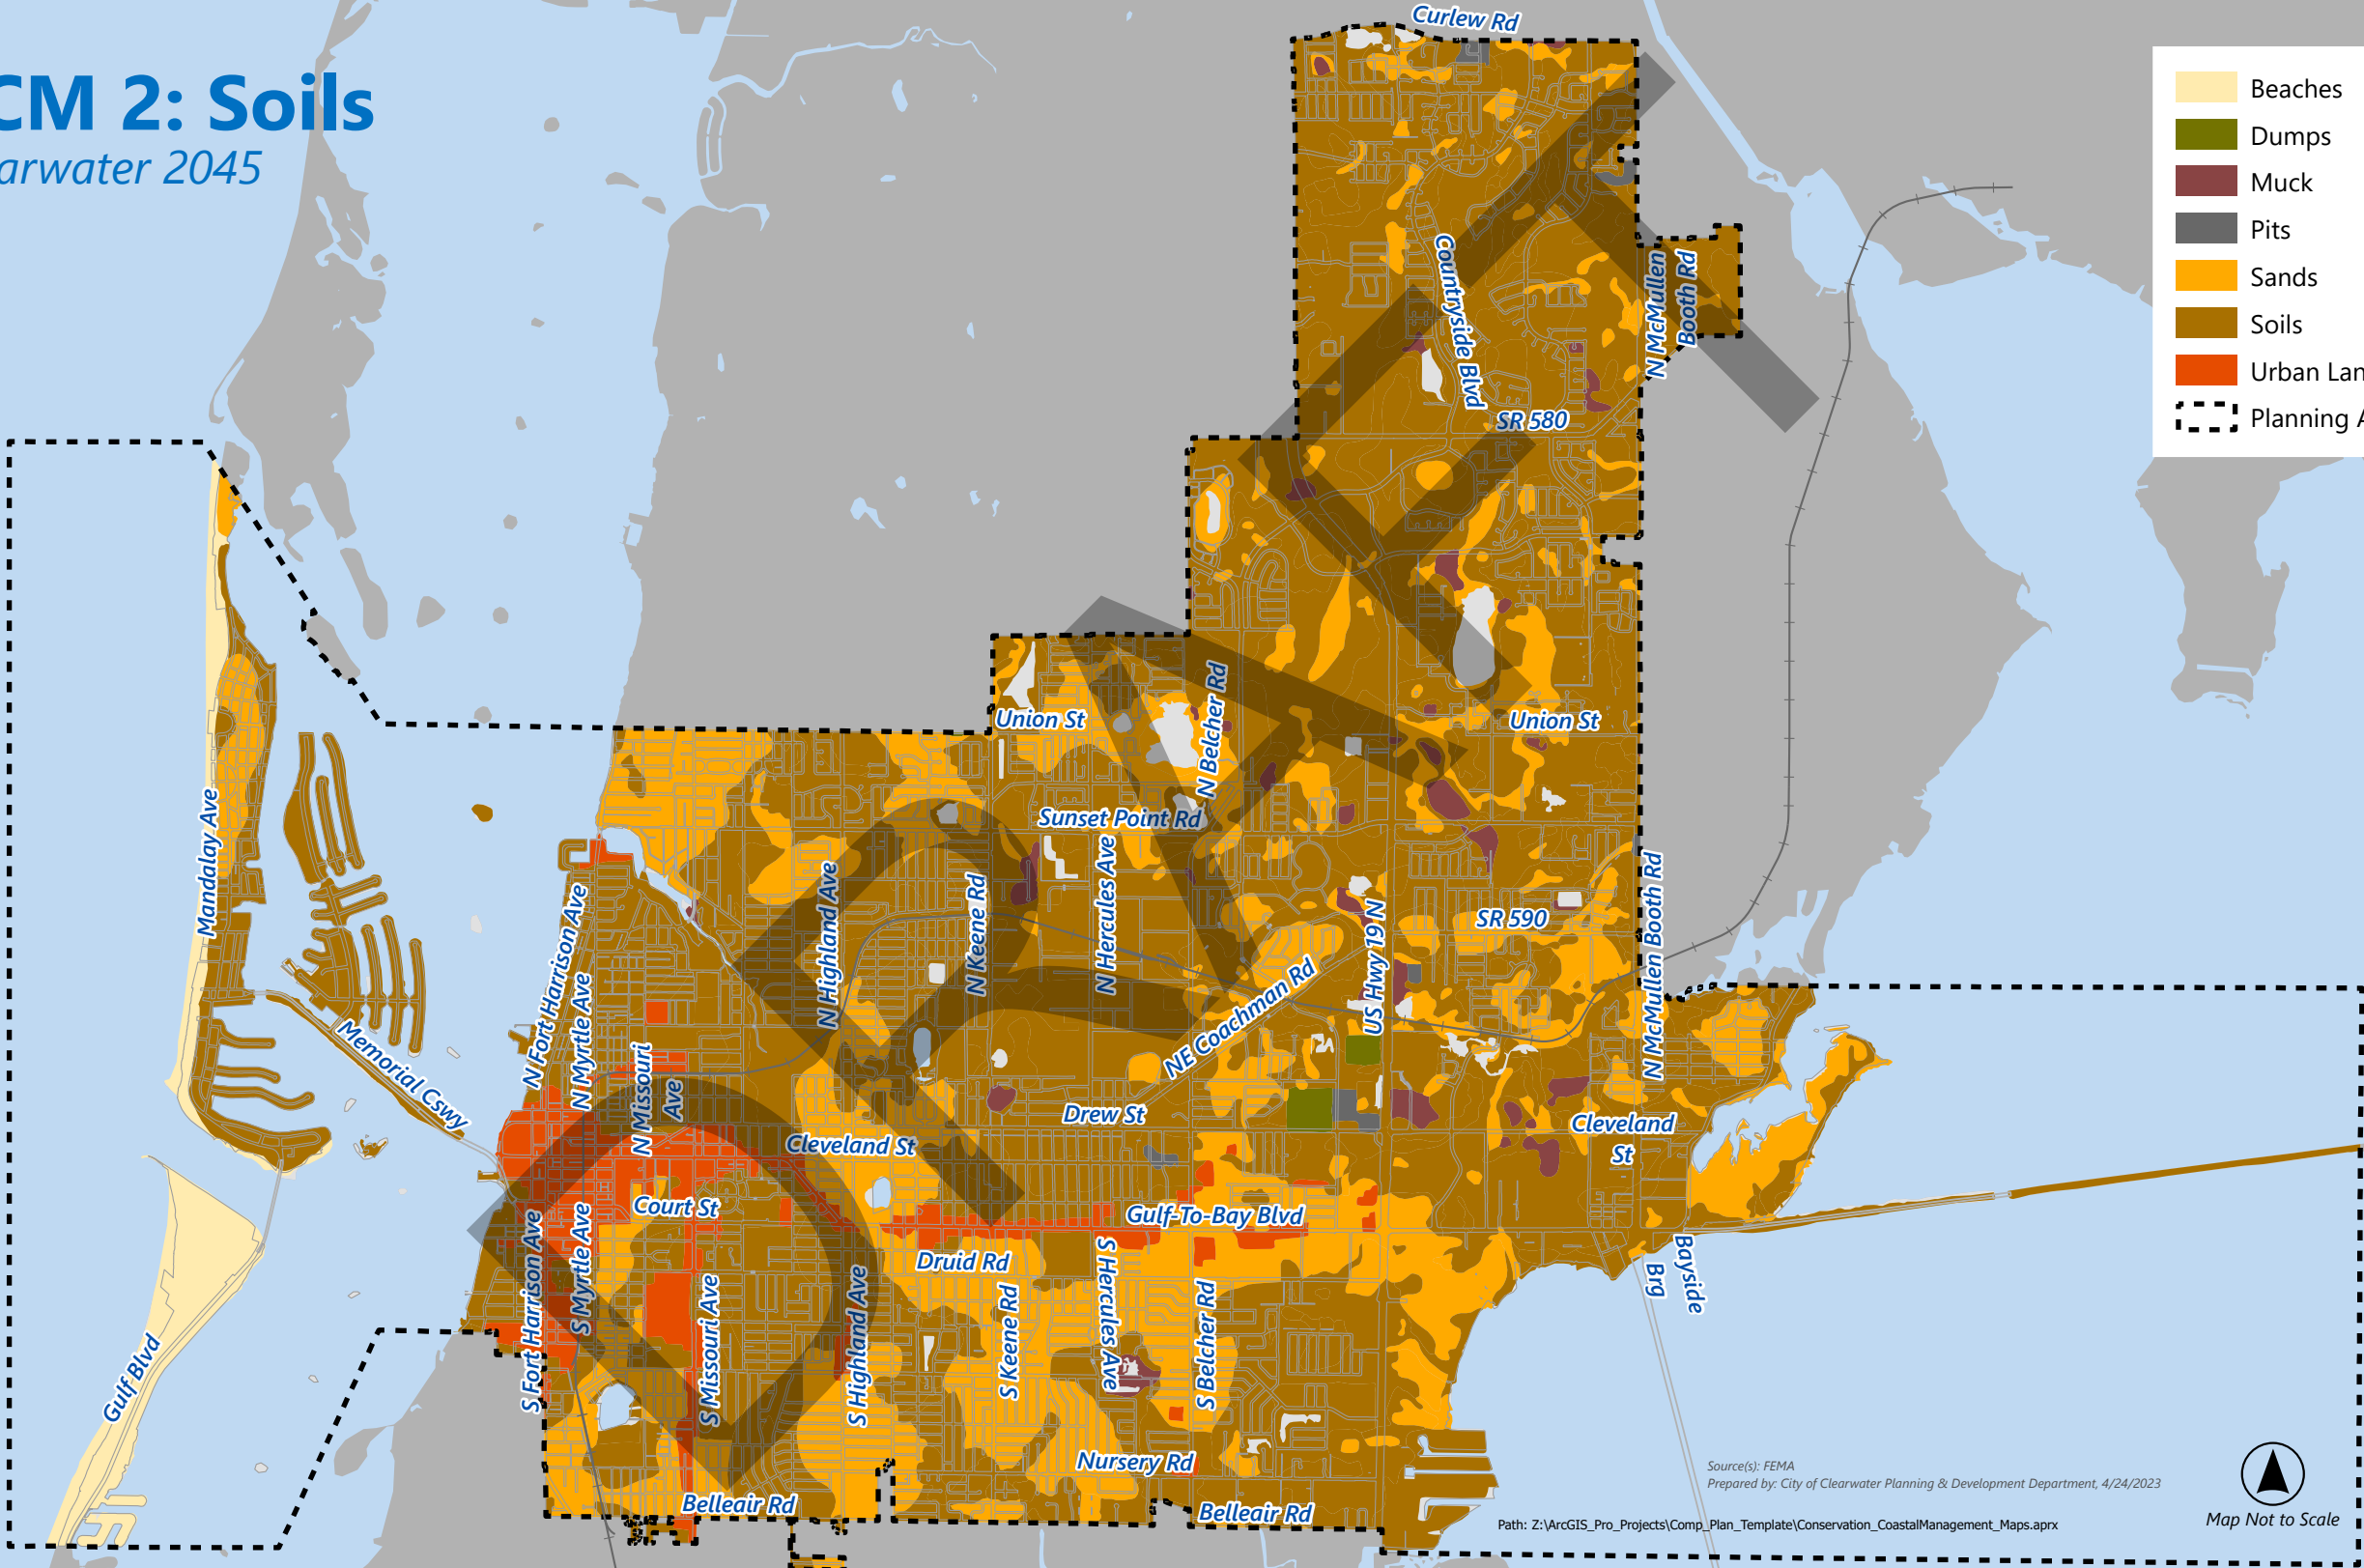 CM 2: Soils
arwater 2045
Curlew Rd
Beaches
Dumps
Muck
Pits
Sands
Soils
Urban Lan
Planning A
Countryside Blvd
N McMullen
Booth Rd
SR 580
Union St
N Belcher Rd
Union St
Sunset Point Rd
Mandalay Ave
N Fort Harrison Ave
N Myrtle Ave
N Highland Ave
N Keene Rd
N Hercules Ave
NE Coachman Rd
US Hwy 19 N
SR 590
N McMullen Booth Rd
Memorial Cswy
N Missouri
Ave
Drew St
Cleveland St
Cleveland
St
Court St
Gulf-To-Bay Blvd
Druid Rd
S Fort Harrison Ave
S Myrtle Ave
S Missouri Ave
S Highland Ave
S Keene Rd
S Hercules Ave
S Belcher Rd
Bayside
Brg
Gulf Blvd
Nursery Rd
Belleair Rd
Belleair Rd
DRAFT
Source(s): FEMA
Prepared by: City of Clearwater Planning & Development Department, 4/24/2023
Path: Z:\ArcGIS_Pro_Projects\Comp_Plan_Template\Conservation_CoastalManagement_Maps.aprx
Map Not to Scale